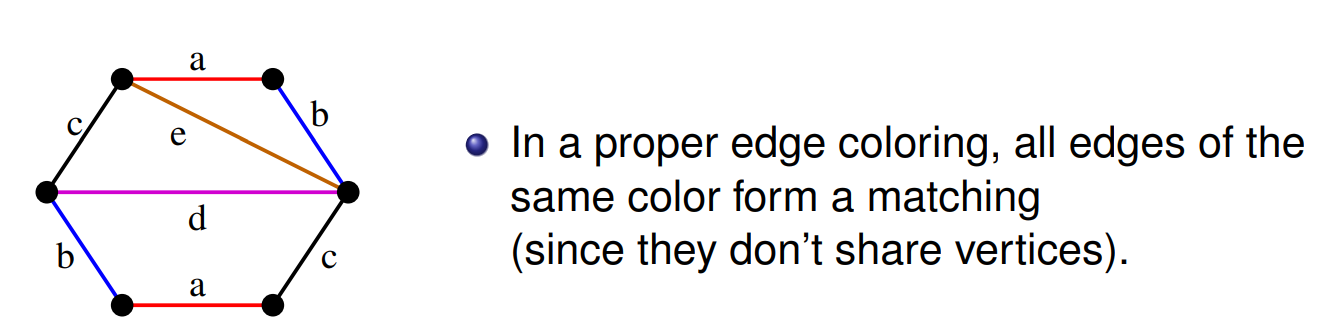 a
b
c
e
d
b
c
a
In a proper edge coloring, all edges of the
same color form a matching
(since they don’t share vertices).